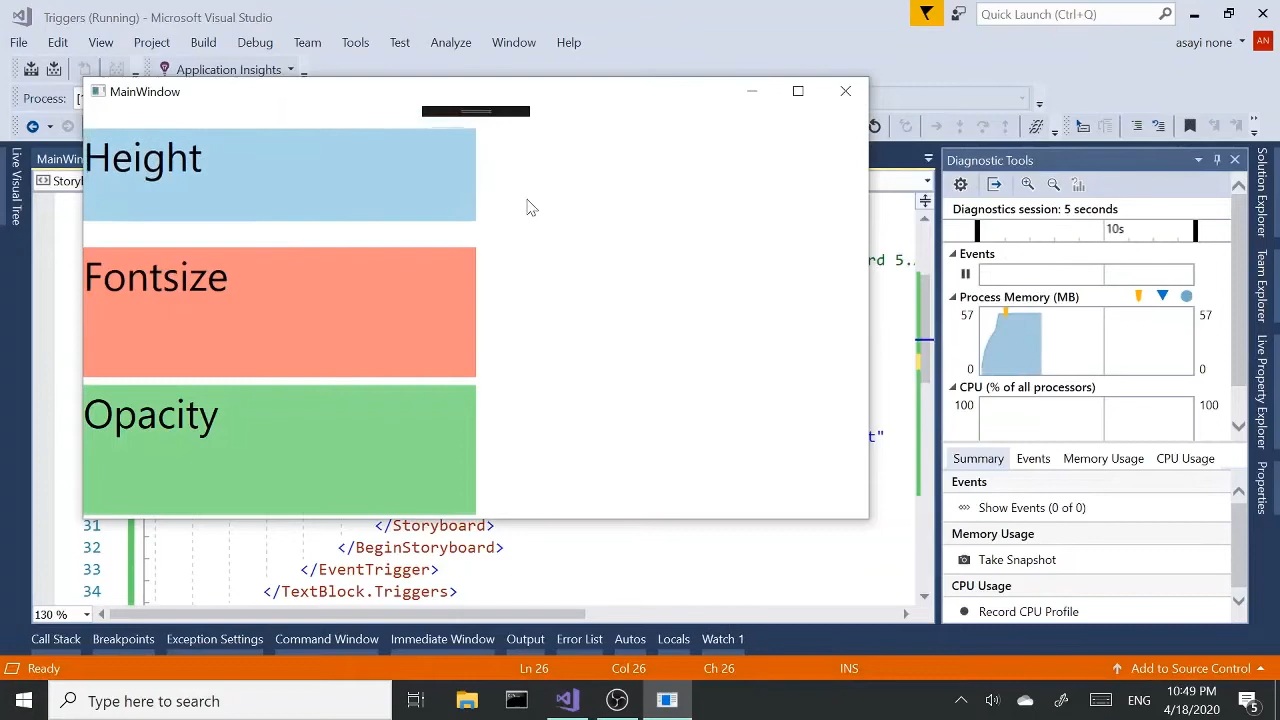 Triggers (Running) - Microsoft Visual Studio
Quick Launch (Ctrl+Q)
File Edit View Project Build Debug Team Tools Test Analyze Window Help
asayi none
AN
Application Insights
MainWindow
Process:
Height
Fontsize
Opacity
Live Visual Tree
MainWin
Story
rd 5.
t"
31 </Storyboard>
32 </BeginStoryboard>
33 </EventTrigger>
34 </TextBlock.Triggers>
130 %
Diagnostic Tools
Diagnostics session: 5 seconds
10s
Events
Process Memory (MB)
57 57
0 0
CPU (% of all processors)
100 100
Summary Events Memory Usage CPU Usage
Events
Show Events (0 of 0)
Memory Usage
Take Snapshot
CPU Usage
Record CPU Profile
Solution Explorer
Team Explorer
Live Property Explorer
Properties
Call Stack Breakpoints Exception Settings Command Window Immediate Window Output Error List Autos Locals Watch 1
Ready Ln 26 Col 26 Ch 26 INS Add to Source Control
Type here to search
ENG
10:49 PM
4/18/2020
5